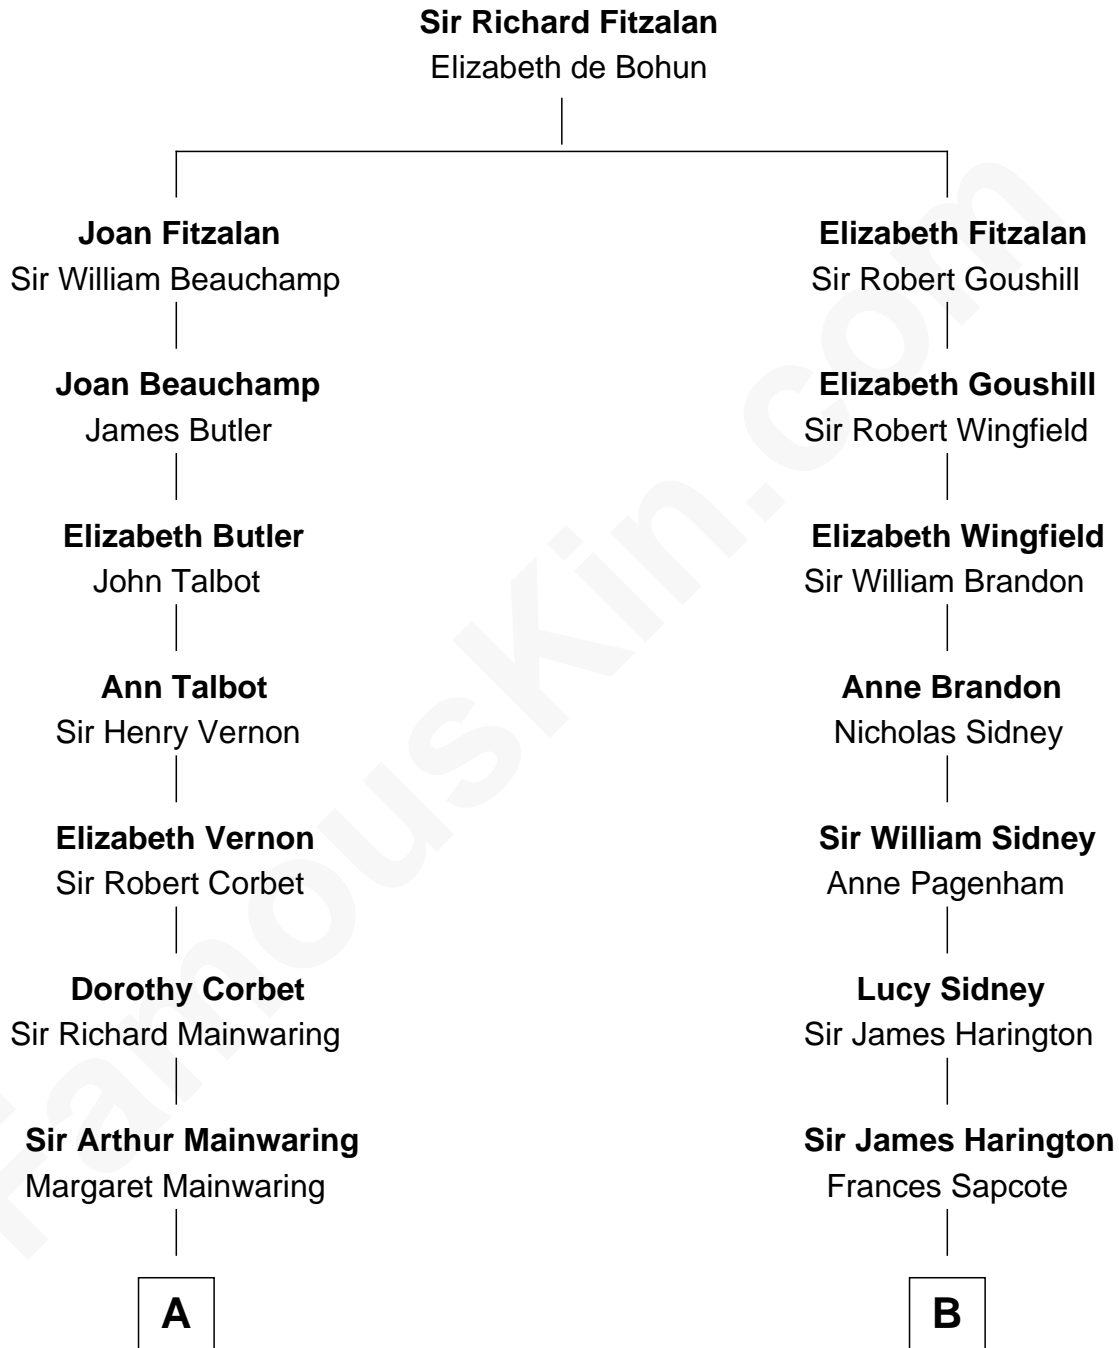 Sir Richard Fitzalan
Elizabeth de Bohun
Joan Fitzalan
Sir William Beauchamp
Elizabeth Fitzalan
Sir Robert Goushill
Joan Beauchamp
James Butler
Elizabeth Goushill
Sir Robert Wingfield
Elizabeth Butler
John Talbot
Elizabeth Wingfield
Sir William Brandon
Ann Talbot
Sir Henry Vernon
Anne Brandon
Nicholas Sidney
Elizabeth Vernon
Sir Robert Corbet
Sir William Sidney
Anne Pagenham
Dorothy Corbet
Sir Richard Mainwaring
Lucy Sidney
Sir James Harington
Sir Arthur Mainwaring
Margaret Mainwaring
Sir James Harington
Frances Sapcote
A
B
FamousKin.com